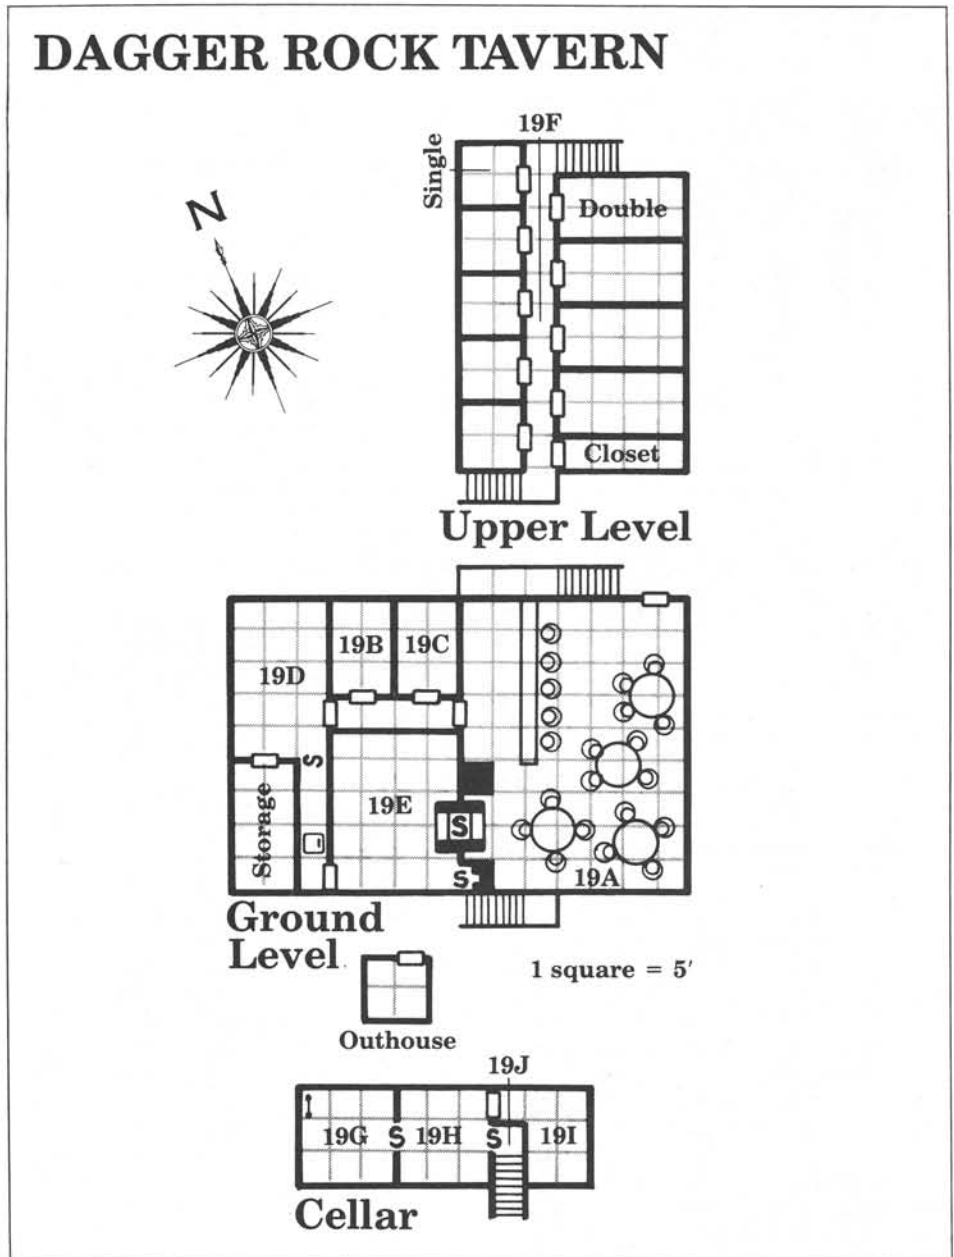 DAGGER ROCK TAVERN
19F
Single
Double
N
Closet
Upper Level
19B
19C
19D
S
19E
Storage
S
S
19A
Ground
Level
1 square = 5'
Outhouse
19J
19G
S
19H
S
19I
Cellar